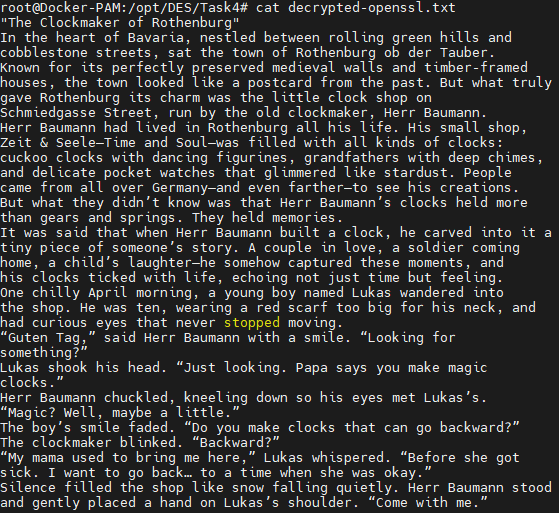 root@Docker-PAM:/opt/DES/Task4# cat decrypted-openssl.txt
"The Clockmaker of Rothenburg"
In the heart of Bavaria, nestled between rolling green hills and
cobblestone streets, sat the town of Rothenburg ob der Tauber.
Known for its perfectly preserved medieval walls and timber-framed
houses, the town looked like a postcard from the past. But what truly
gave Rothenburg its charm was the little clock shop on
Schmiedgasse Street, run by the old clockmaker, Herr Baumann.
Herr Baumann had lived in Rothenburg all his life. His small shop,
Zeit & Seele—Time and Soul—was filled with all kinds of clocks:
cuckoo clocks with dancing figurines, grandfathers with deep chimes,
and delicate pocket watches that glimmered like stardust. People
came from all over Germany—and even farther—to see his creations.
But what they didn’t know was that Herr Baumann’s clocks held more
than gears and springs. They held memories.
It was said that when Herr Baumann built a clock, he carved into it a
tiny piece of someone’s story. A couple in love, a soldier coming
home, a child’s laughter—he somehow captured these moments, and
his clocks ticked with life, echoing not just time but feeling.
One chilly April morning, a young boy named Lukas wandered into
the shop. He was ten, wearing a red scarf too big for his neck, and
had curious eyes that never stopped moving.
“Guten Tag,” said Herr Baumann with a smile. “Looking for
something?”
Lukas shook his head. “Just looking. Papa says you make magic
clocks.”
Herr Baumann chuckled, kneeling down so his eyes met Lukas’s.
“Magic? Well, maybe a little.”
The boy’s smile faded. “Do you make clocks that can go backward?”
The clockmaker blinked. “Backward?”
“My mama used to bring me here,” Lukas whispered. “Before she got
sick. I want to go back… to a time when she was okay.”
Silence filled the shop like snow falling quietly. Herr Baumann stood
and gently placed a hand on Lukas’s shoulder. “Come with me.”